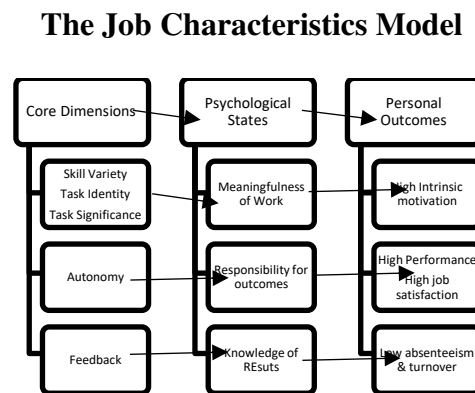 The Job Characteristics Model
Core Dimensions
Skill Variety
Task Identity
Task Significance
Autonomy
Feedback
Psychological
States
Meaningfulness
of Work
Responsibility for
outcomes
Knowledge of
REsuts
Personal
Outcomes
High Intrinsic
motivation
High Performance
High job
satisfaction
Low absenteeism
& turnover